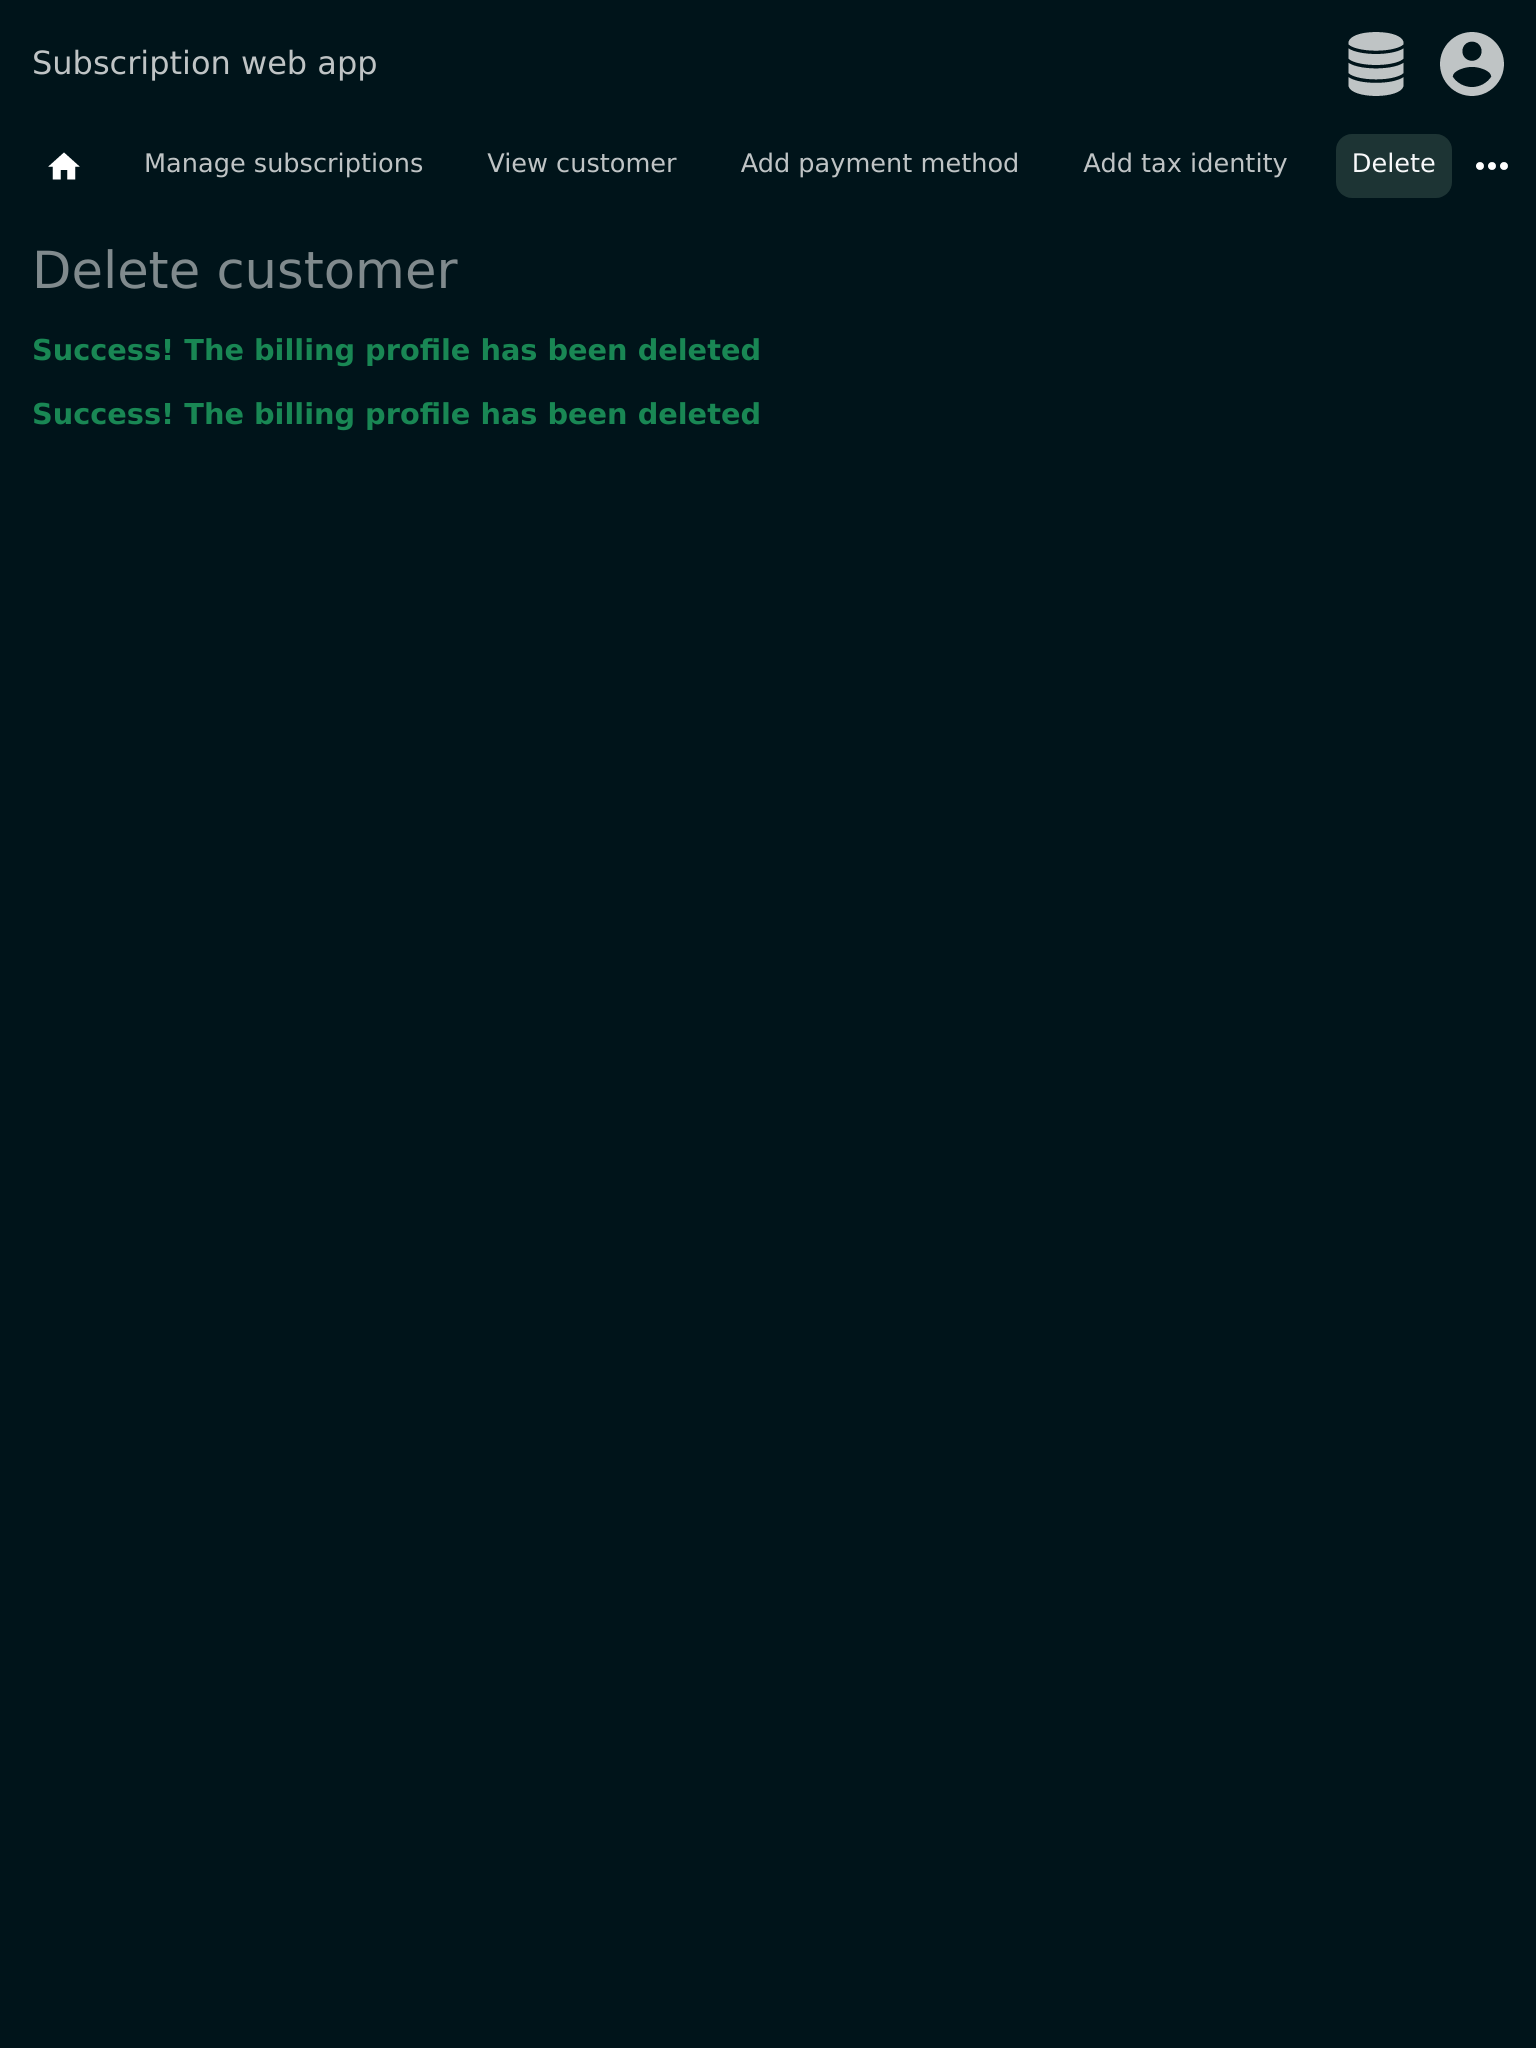 Subscription web app
Manage subscriptions View customer Add payment method Add tax identity Delete
Delete customer
Success! The billing profile has been deleted
Success! The billing profile has been deleted